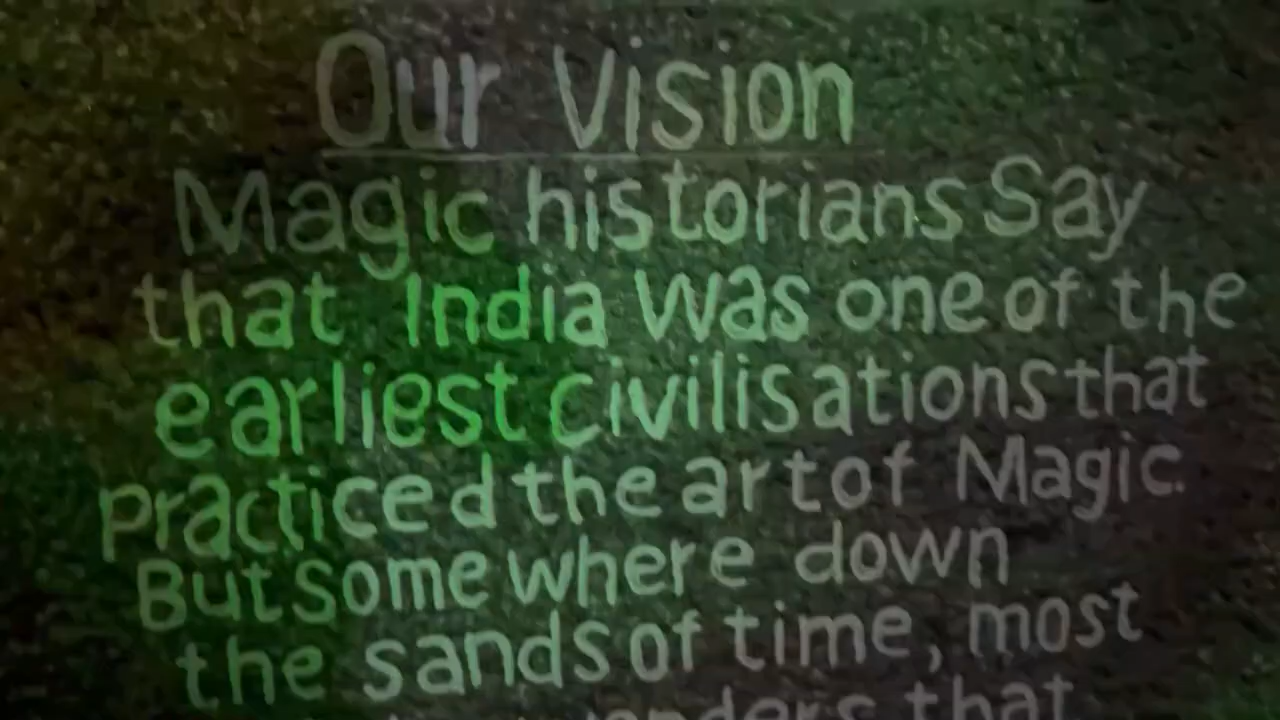 Our Vision
Magic historians Say
that India was one of the
earliest civilisations that
Practiced the art of Magic.
But some where down
the sands of time, most
that